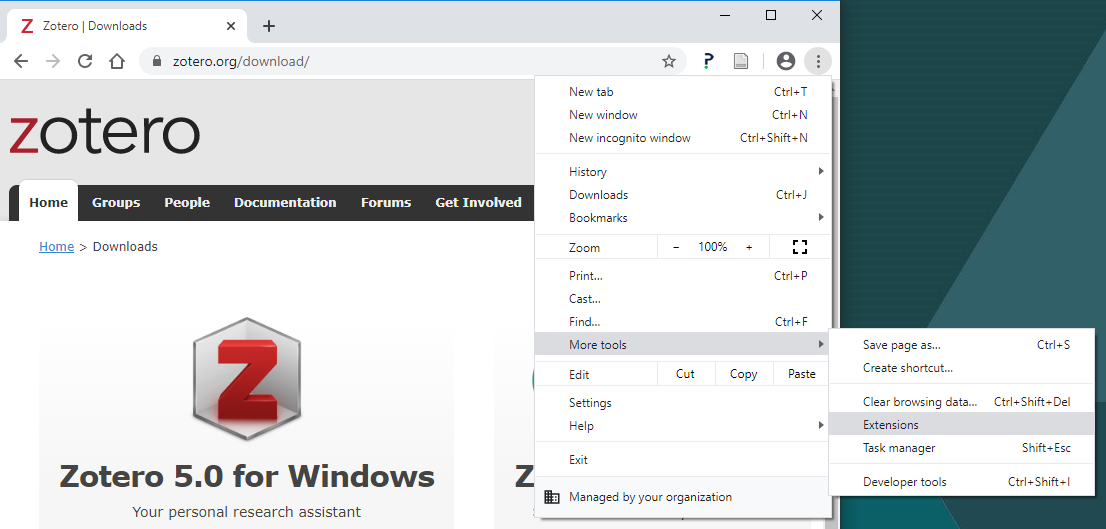 Zotero | Downloads
zotero.org/download/
zotero
Home Groups People Documentation Forums Get Involved
Home > Downloads
Z
Zotero 5.0 for Windows
Your personal research assistant
New tab Ctrl+T
New window Ctrl+N
New incognito window Ctrl+Shift+N
History
Downloads Ctrl+J
Bookmarks
Zoom − 100% +
Print... Ctrl+P
Cast...
Find... Ctrl+F
More tools
Edit Cut Copy Paste
Settings
Help
Exit
Managed by your organization
Save page as... Ctrl+S
Create shortcut...
Clear browsing data... Ctrl+Shift+Del
Extensions
Task manager Shift+Esc
Developer tools Ctrl+Shift+I